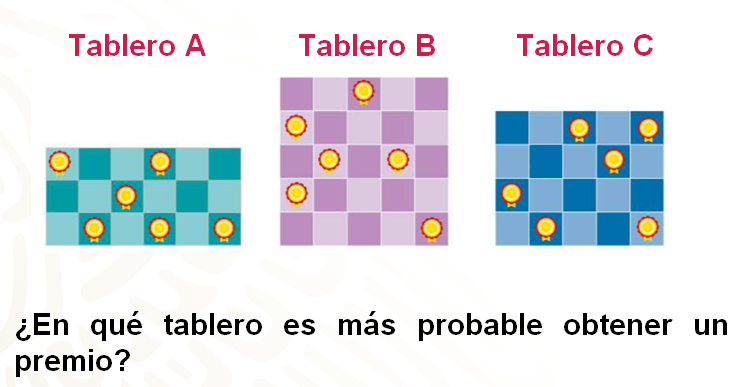 Tablero A
Tablero B
Tablero C
¿En qué tablero es más probable obtener un
premio?